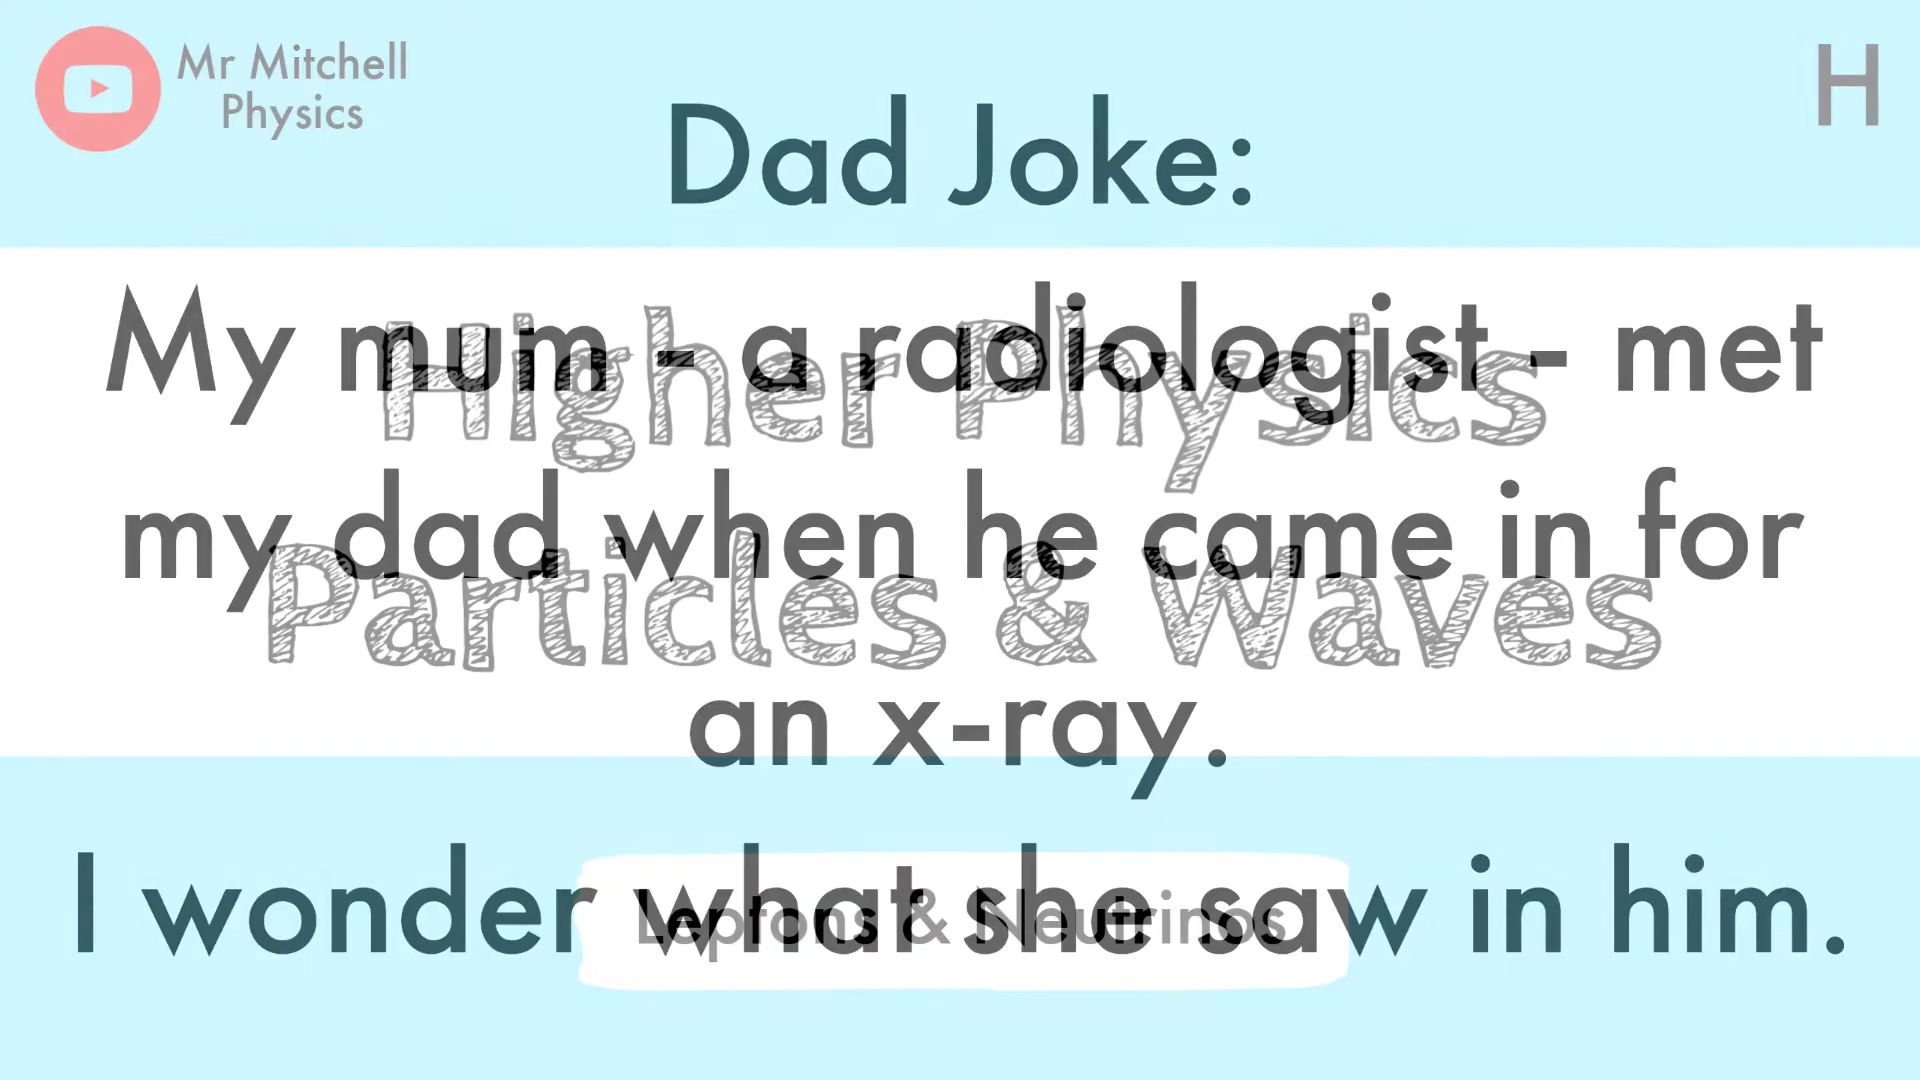 Mr Mitchell
Physics
H
Dad Joke:
My mum - a radiologist - met
Higher Physics
my dad when he came in for
Particles & Waves
an x-ray.
I wonder what she saw in him.
Leptons & Neutrinos